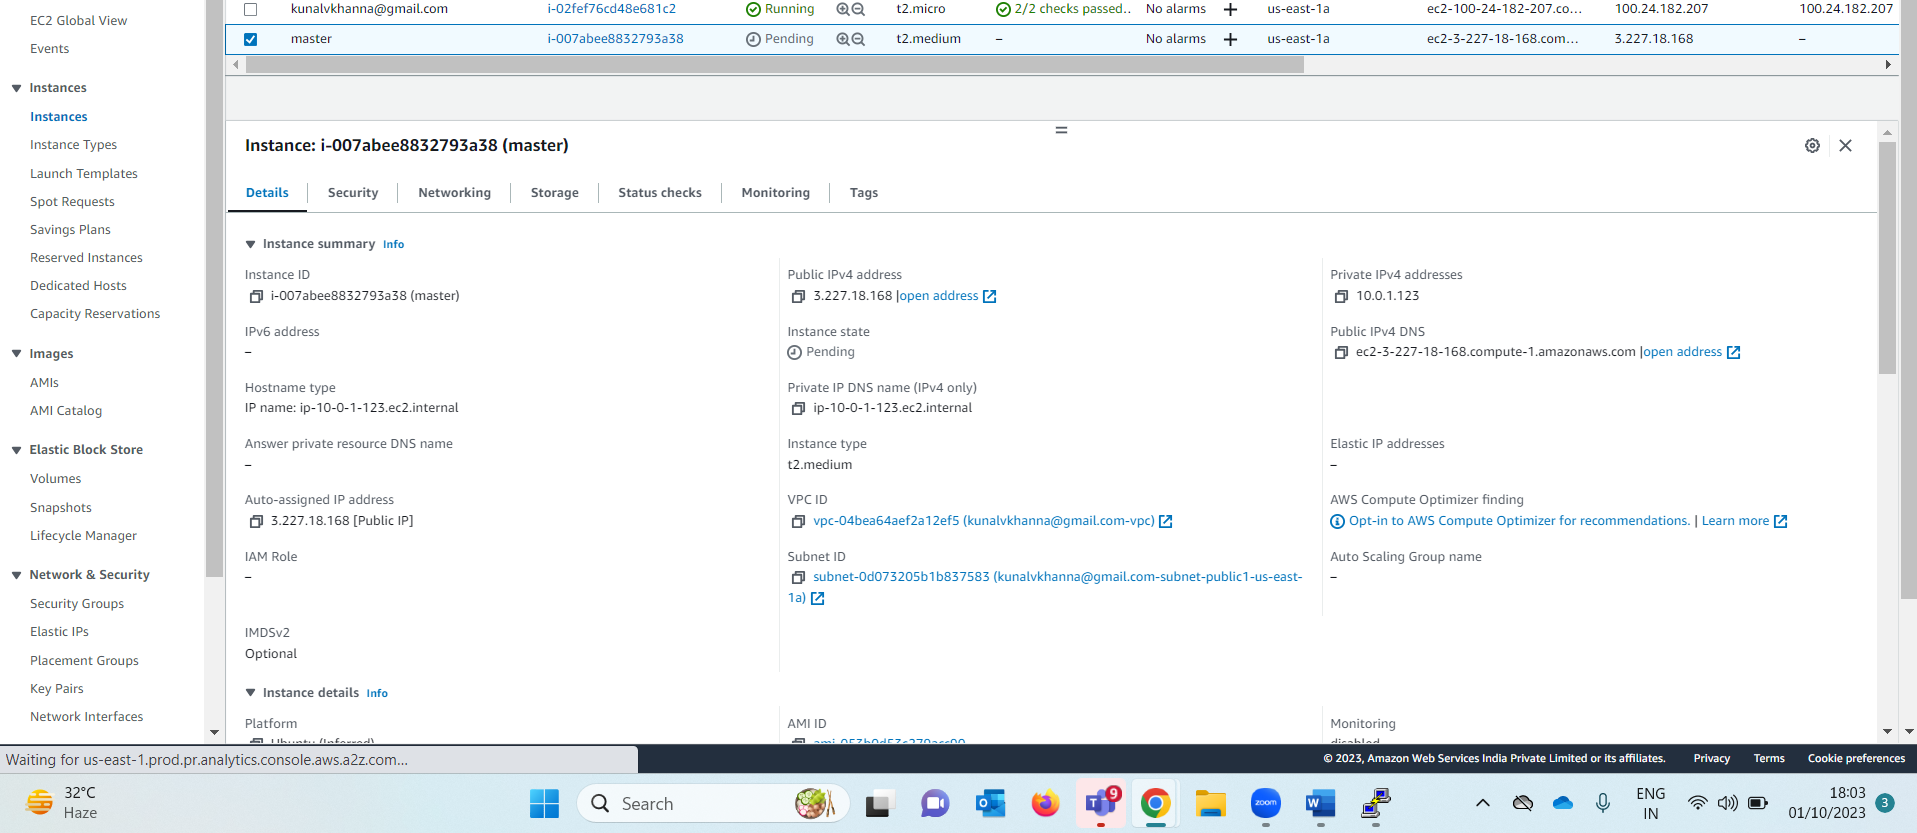 EC2 Global View
Events
Instances
Instances
Instance Types
Launch Templates
Spot Requests
Savings Plans
Reserved Instances
Dedicated Hosts
Capacity Reservations
Images
AMIs
AMI Catalog
Elastic Block Store
Volumes
Snapshots
Lifecycle Manager
Network & Security
Security Groups
Elastic IPs
Placement Groups
Key Pairs
Network Interfaces
kunalvkhanna@gmail.com i-02fef76cd48e681c2 Running t2.micro 2/2 checks passed.. No alarms + us-east-1a ec2-100-24-182-207.co... 100.24.182.207 100.24.182.207
master i-007abee8832793a38 Pending t2.medium – No alarms + us-east-1a ec2-3-227-18-168.com... 3.227.18.168 –
Instance: i-007abee8832793a38 (master)
Details Security Networking Storage Status checks Monitoring Tags
Instance summary Info
Instance ID
i-007abee8832793a38 (master)
Public IPv4 address
3.227.18.168 |open address
Private IPv4 addresses
10.0.1.123
IPv6 address
–
Instance state
Pending
Public IPv4 DNS
ec2-3-227-18-168.compute-1.amazonaws.com |open address
Hostname type
IP name: ip-10-0-1-123.ec2.internal
Private IP DNS name (IPv4 only)
ip-10-0-1-123.ec2.internal
Answer private resource DNS name
–
Instance type
t2.medium
Elastic IP addresses
–
Auto-assigned IP address
3.227.18.168 [Public IP]
VPC ID
vpc-04bea64aef2a12ef5 (kunalvkhanna@gmail.com-vpc)
AWS Compute Optimizer finding
Opt-in to AWS Compute Optimizer for recommendations. | Learn more
IAM Role
–
Subnet ID
subnet-0d073205b1b837583 (kunalvkhanna@gmail.com-subnet-public1-us-east-
1a)
Auto Scaling Group name
–
IMDSv2
Optional
Instance details Info
Platform
Ubuntu (Inferred)
AMI ID
Monitoring
disabled
Waiting for us-east-1.prod.pr.analytics.console.aws.a2z.com...
© 2023, Amazon Web Services India Private Limited or its affiliates. Privacy Terms Cookie preferences
32°C
Haze
Search
9
zoom
ENG
IN
18:03
01/10/2023
3